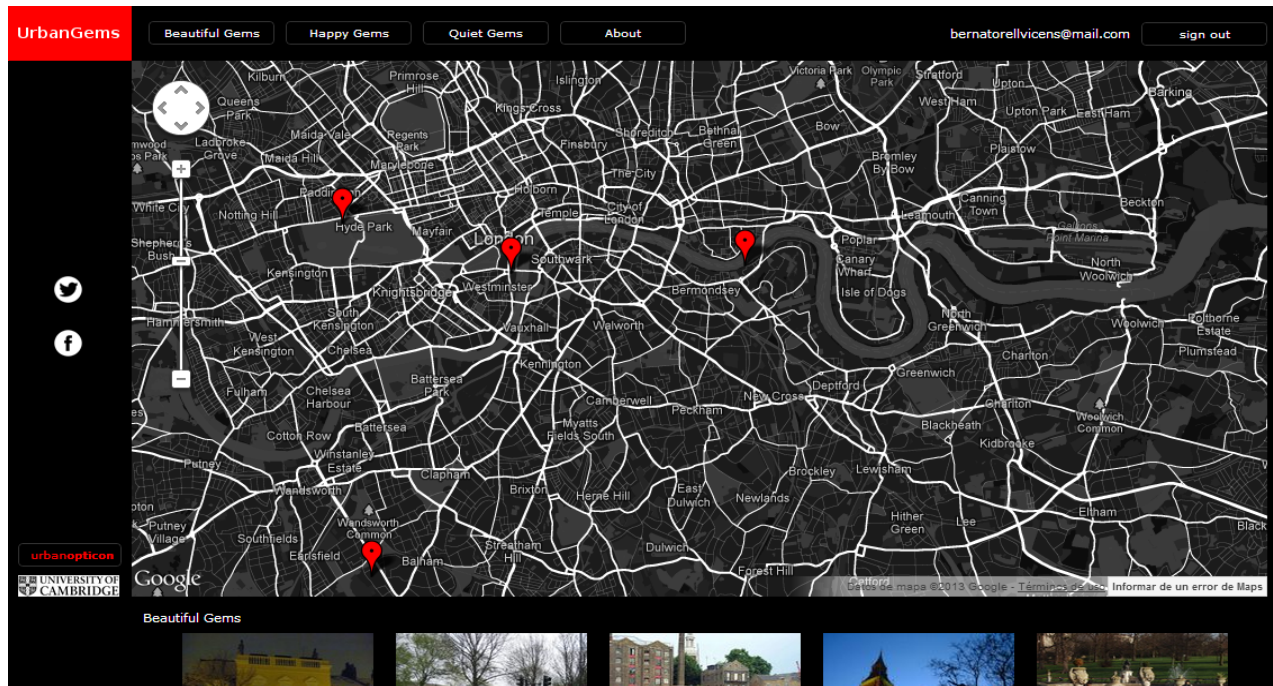 UrbanGems
Beautiful Gems
Happy Gems
Quiet Gems
About
bernatorellvicens@mail.com
sign out
Kilburn
Primrose
Hill
Islington
Victoria Park
Olympic
Park
Stratford
Upton
Barking
Queens
Park
Kings Cross
West Ham
Upton Park
East Ham
Maida Vale
Regents
Park
Shoreditch
Bethnal
Green
Bow
Ladbroke
Grove
Finsbury
Plaistow
Maida Hill
Marylebone
The City
Bromley
By Bow
Holborn
Canning
Town
Beckton
White City
Notting Hill
Temple
City of
London
Leamouth
Hyde Park
Mayfair
London
Poplar
Gallions
Point Marina
Shepherd's
Bush
Southwark
Canary
Wharf
North
Woolwich
Kensington
Knightsbridge
Westminster
Bermondsey
Isle of Dogs
Hammersmith
South
Kensington
Vauxhall
Walworth
North
Greenwich
Woolwich
Polthorne
Estate
West
Kensington
Chelsea
Kennington
Charlton
Plumstead
Fulham
Chelsea
Harbour
Battersea
Park
Camberwell
Peckham
New Cross
Deptford
Greenwich
Charlton
Woolwich
Common
Cotton Row
Battersea
Myatts
Fields South
Blackheath
Kidbrooke
Putney
Winstanley
Estate
Clapham
Brockley
Lewisham
Wandsworth
Brixton
Herne Hill
East
Dulwich
Newlands
Putney
Village
Southfields
Wandsworth
Common
Hither
Green
Lee
Eltham
Black
Earlsfield
Balham
Streatham
Hill
Dulwich
Forest Hill
Catford
f
urbanopticon
UNIVERSITY OF
CAMBRIDGE
Google
Datos de mapa ©2013 Google - Términos de uso
Informar de un error de Maps
Beautiful Gems